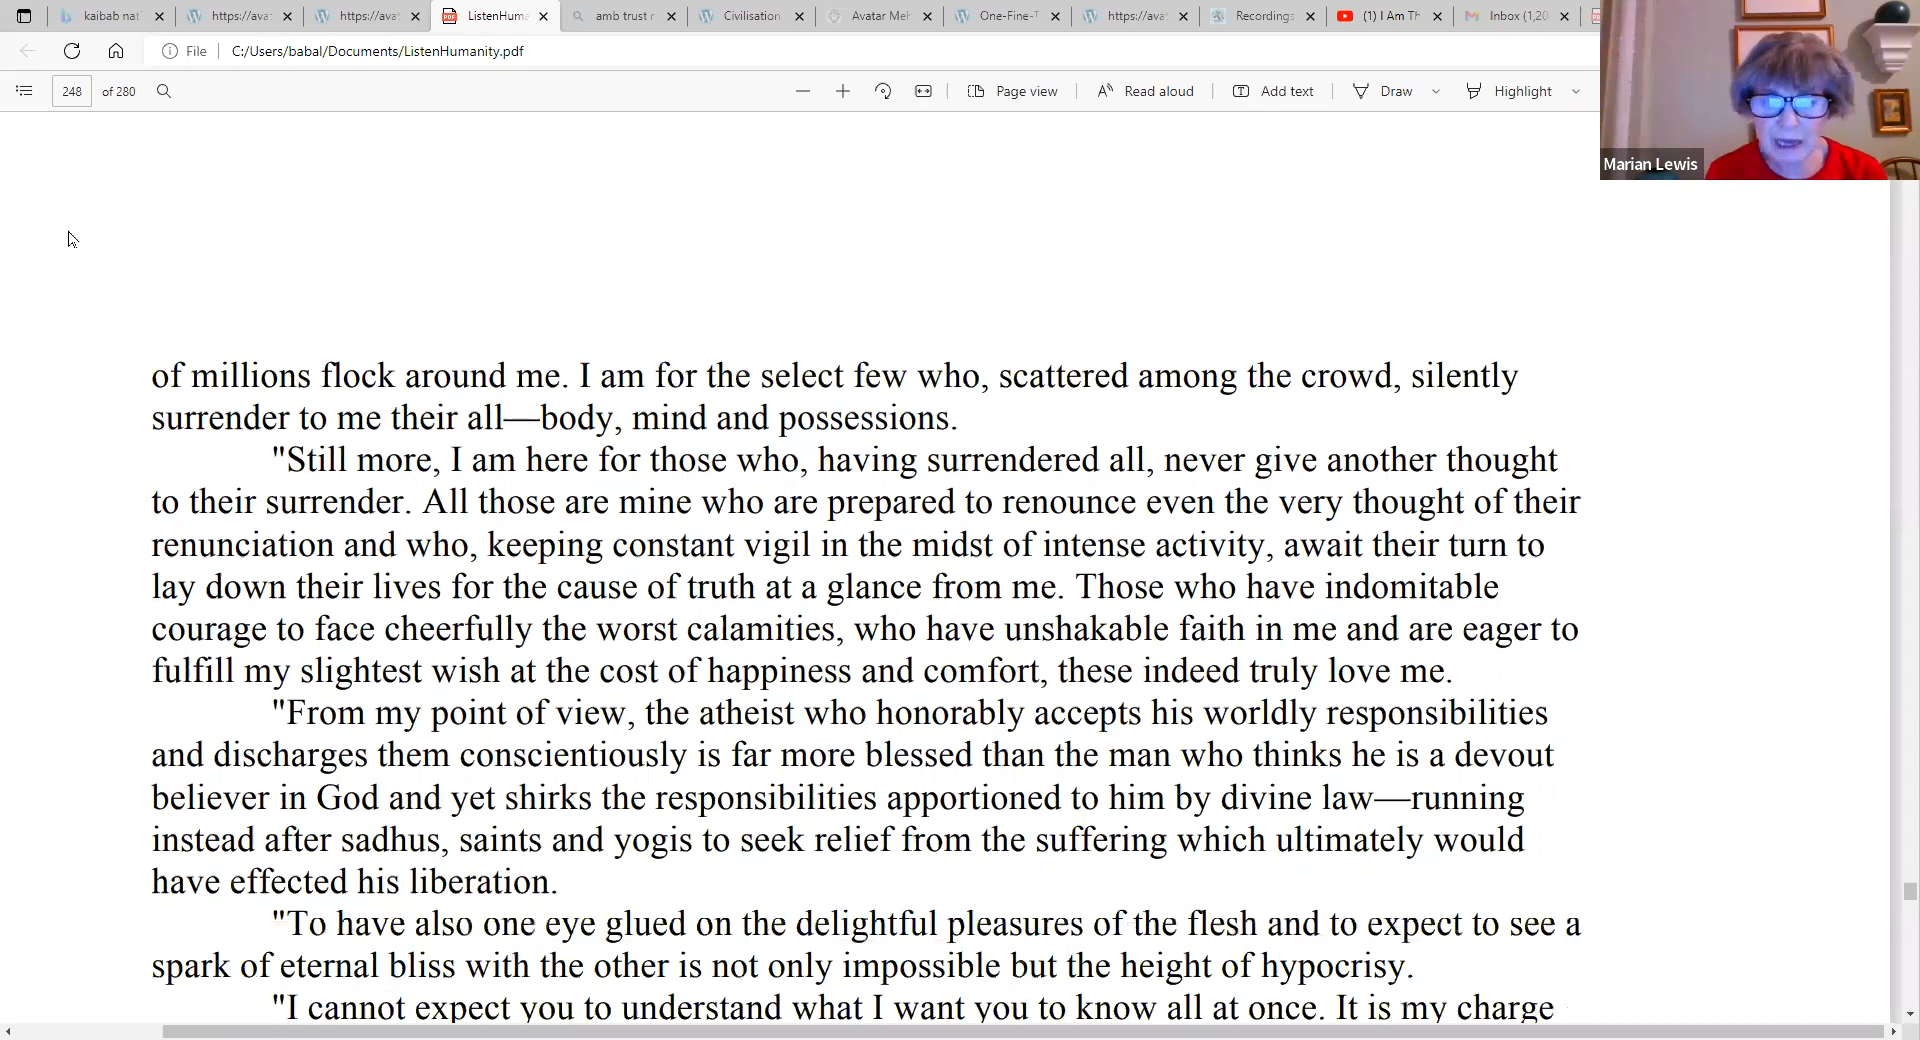 kaibab nat
https://ava
https://ava
ListenHuma
amb trust r
Civilisation
Avatar Meh
One-Fine-T
https://ava
Recordings
(1) I Am Th
Inbox (1,20
File
C:/Users/babal/Documents/ListenHumanity.pdf
248 of 280
Page view
Read aloud
Add text
Draw
Highlight
Marian Lewis
of millions flock around me. I am for the select few who, scattered among the crowd, silently
surrender to me their all—body, mind and possessions.
"Still more, I am here for those who, having surrendered all, never give another thought
to their surrender. All those are mine who are prepared to renounce even the very thought of their
renunciation and who, keeping constant vigil in the midst of intense activity, await their turn to
lay down their lives for the cause of truth at a glance from me. Those who have indomitable
courage to face cheerfully the worst calamities, who have unshakable faith in me and are eager to
fulfill my slightest wish at the cost of happiness and comfort, these indeed truly love me.
"From my point of view, the atheist who honorably accepts his worldly responsibilities
and discharges them conscientiously is far more blessed than the man who thinks he is a devout
believer in God and yet shirks the responsibilities apportioned to him by divine law—running
instead after sadhus, saints and yogis to seek relief from the suffering which ultimately would
have effected his liberation.
"To have also one eye glued on the delightful pleasures of the flesh and to expect to see a
spark of eternal bliss with the other is not only impossible but the height of hypocrisy.
"I cannot expect you to understand what I want you to know all at once. It is my charge